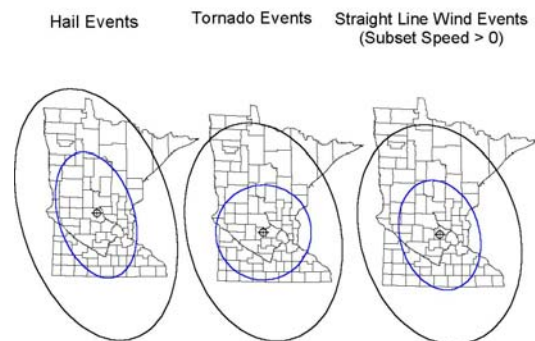 Hail Events
Tornado Events
Straight Line Wind Events
(Subset Speed > 0)